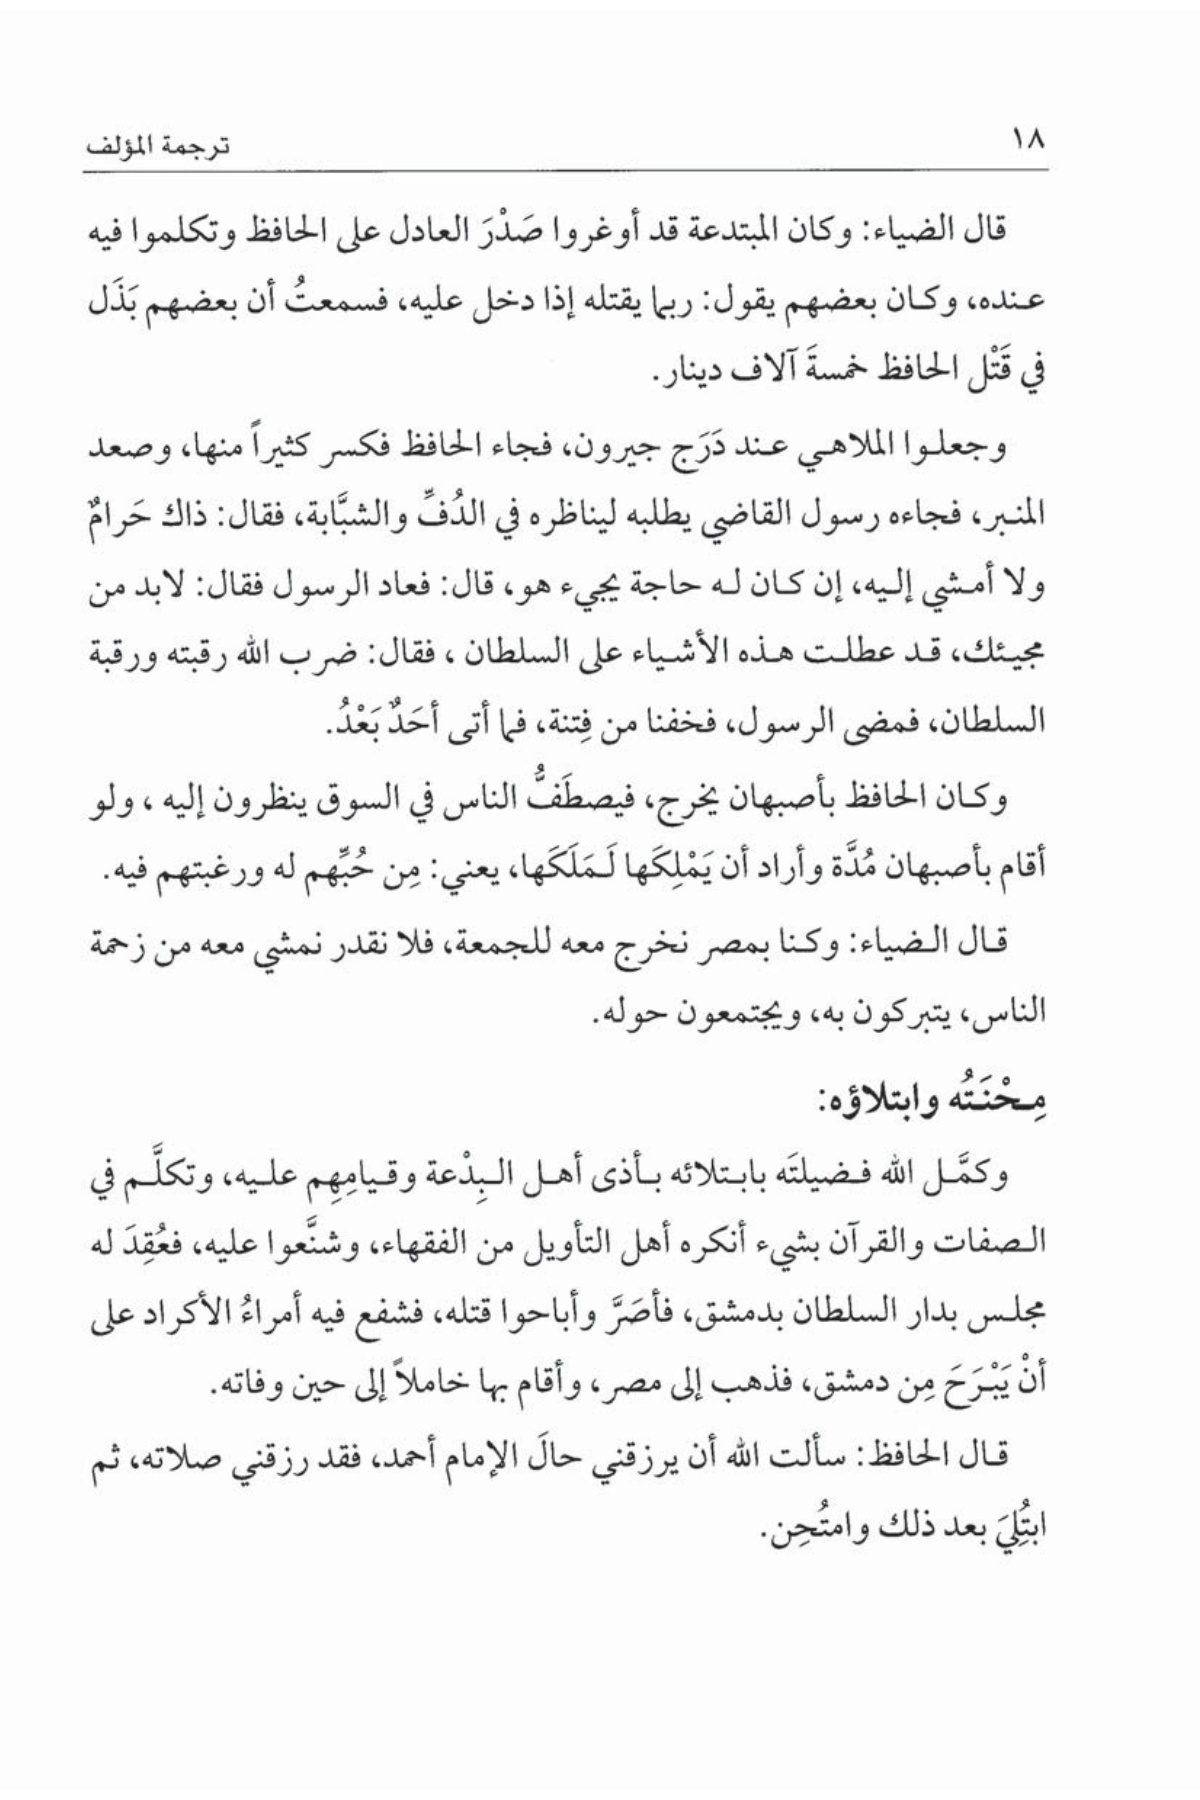 ١٨
ترجمة المؤلف
قال الضياء: وكان المبتدعة قد أوغروا صَدْرَ العادل على الحافظ وتكلموا فيه
عنده، وكان بعضهم يقول: ربما يقتله إذا دخل عليه، فسمعتُ أن بعضهم بَذَل
في قَتْل الحافظ خمسةَ آلاف دينار.
وجعلوا الملاهي عند دَرَج جيرون، فجاء الحافظ فكسر كثيراً منها، وصعد
المنبر، فجاءه رسول القاضي يطلبه ليناظره في الدُفِّ والشبَّابة، فقال: ذاك حَرامٌ
ولا أمشي إليه، إن كان له حاجة يجيء هو، قال: فعاد الرسول فقال: لابد من
مجيئك، قد عطلت هذه الأشياء على السلطان ، فقال: ضرب الله رقبته ورقبة
السلطان، فمضى الرسول، فخفنا من فِتنة، فما أتى أحَدٌ بَعْدُ.
وكان الحافظ بأصبهان يخرج، فيصطَفُّ الناس في السوق ينظرون إليه ، ولو
أقام بأصبهان مُدَّة وأراد أن يَمْلِكَها لَمَلَكَها، يعني: مِن حُبِّهم له ورغبتهم فيه.
قال الضياء: وكنا بمصر نخرج معه للجمعة، فلا نقدر نمشي معه من زحمة
الناس، يتبركون به، ويجتمعون حوله.
مِحْنَتُه وابتلاؤه:
وكمَّل الله فضيلتَه بابتلائه بأذى أهل البِدْعة وقيامِهِم عليه، وتكلَّم في
الصفات والقرآن بشيء أنكره أهل التأويل من الفقهاء، وشنَّعوا عليه، فعُقِدَ له
مجلس بدار السلطان بدمشق، فأصَرَّ وأباحوا قتله، فشفع فيه أمراءُ الأكراد على
أنْ يَبْرَحَ مِن دمشق، فذهب إلى مصر، وأقام بها خاملاً إلى حين وفاته.
قال الحافظ: سألت الله أن يرزقني حالَ الإمام أحمد، فقد رزقني صلاته، ثم
ابتُلِيَ بعد ذلك وامتُحِن.